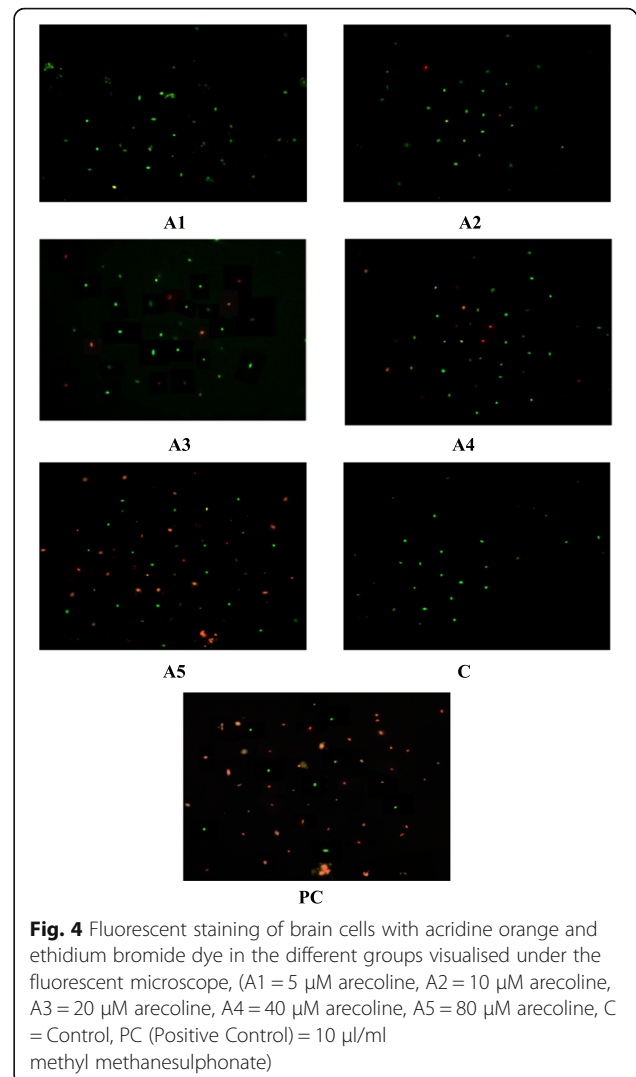 A1
A2
A3
A4
A5
C
PC
Fig. 4 Fluorescent staining of brain cells with acridine orange and
ethidium bromide dye in the different groups visualised under the
fluorescent microscope, (A1 = 5 μM arecoline, A2 = 10 μM arecoline,
A3 = 20 μM arecoline, A4 = 40 μM arecoline, A5 = 80 μM arecoline, C
= Control, PC (Positive Control) = 10 μl/ml
methyl methanesulphonate)